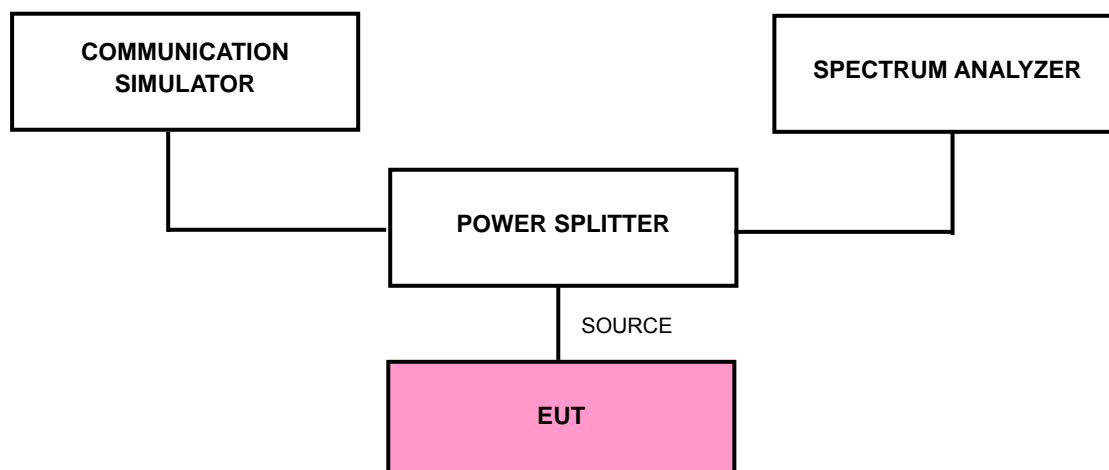 COMMUNICATION
SIMULATOR
SPECTRUM ANALYZER
POWER SPLITTER
SOURCE
EUT